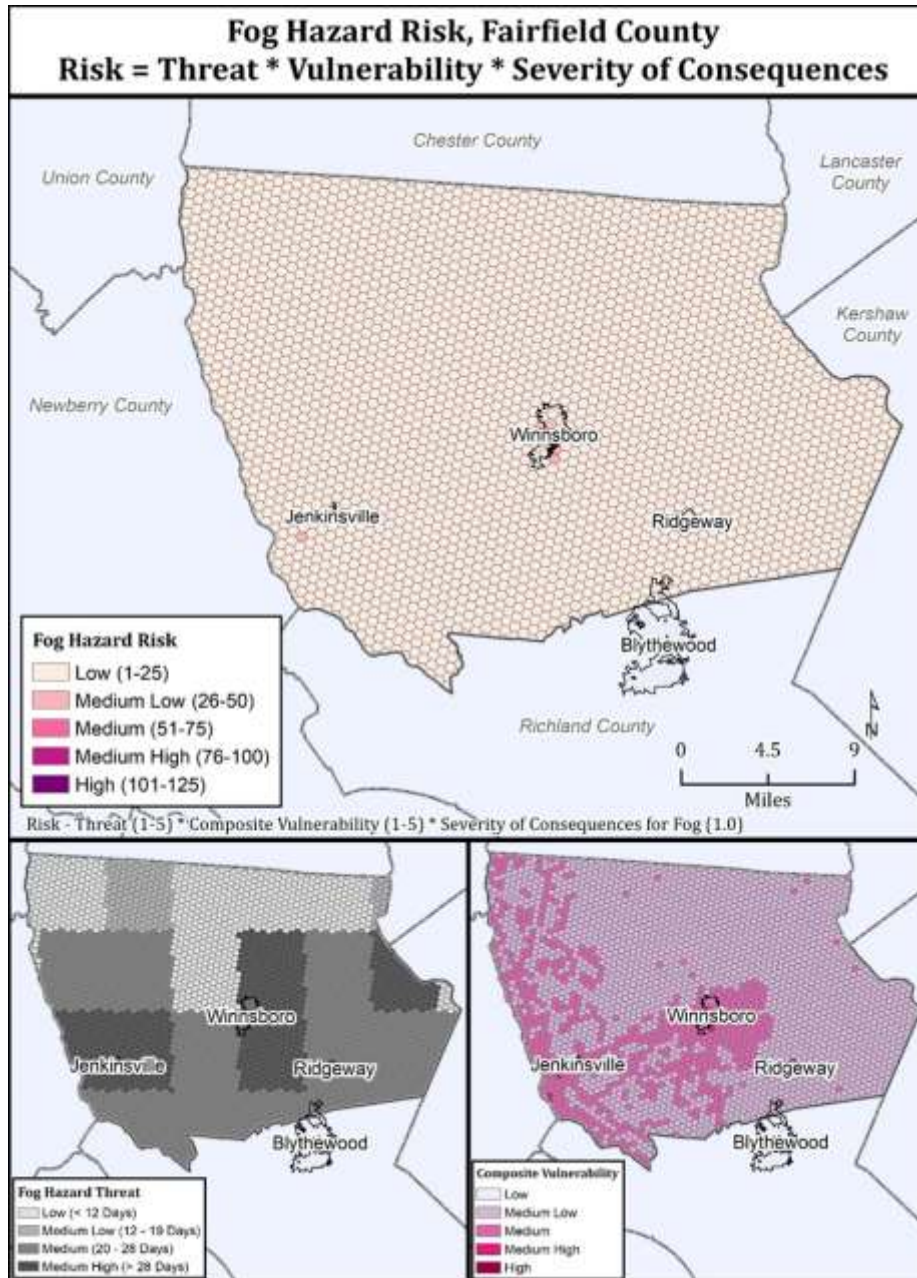 Fog Hazard Risk, Fairfield County
Risk = Threat * Vulnerability * Severity of Consequences
Chester County
Union County
Lancaster
County
Kershaw
County
Newberry County
Winnsboro
Jenkinsville
Ridgeway
Blythewood
Richland County
Fog Hazard Risk
Low (1-25)
Medium Low (26-50)
Medium (51-75)
Medium High (76-100)
High (101-125)
N
0 4.5 9
Miles
Risk - Threat (1-5) * Composite Vulnerability (1-5) * Severity of Consequences for Fog (1.0)
Winnsboro
Jenkinsville
Ridgeway
Blythewood
Fog Hazard Threat
Low (< 12 Days)
Medium Low (12 - 19 Days)
Medium (20 - 28 Days)
Medium High (> 28 Days)
Winnsboro
Jenkinsville
Ridgeway
Blythewood
Composite Vulnerability
Low
Medium Low
Medium
Medium High
High